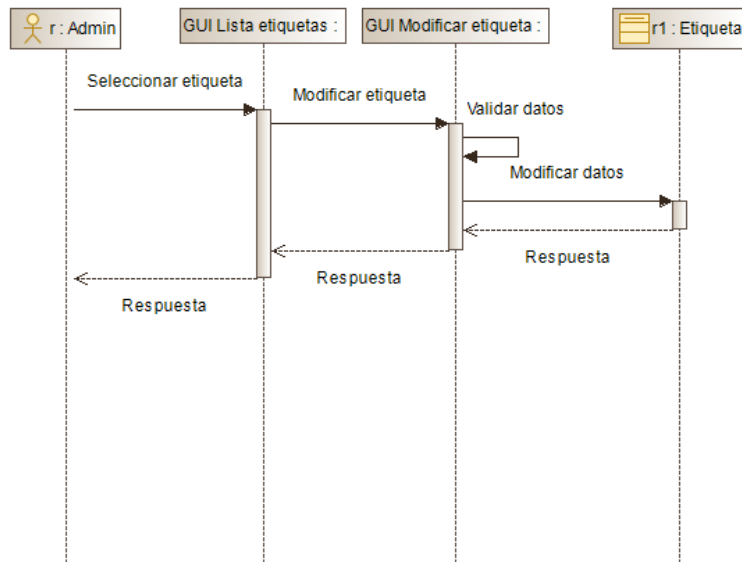 r : Admin
GUI Lista etiquetas :
GUI Modificar etiqueta :
r1 : Etiqueta
Seleccionar etiqueta
Modificar etiqueta
Validar datos
Modificar datos
Respuesta
Respuesta
Respuesta